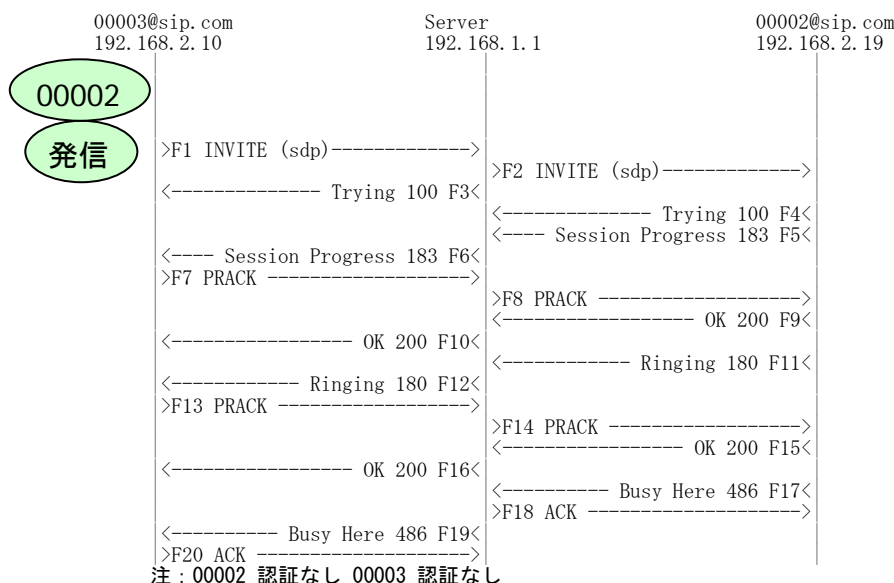 00003@sip.com Server 00002@sip.com
192.168.2.10 192.168.1.1 192.168.2.19
00002
発信
>F1 INVITE (sdp)------------->
>F2 INVITE (sdp)------------->
<-------------- Trying 100 F3<
<-------------- Trying 100 F4<
<---- Session Progress 183 F5<
<---- Session Progress 183 F6<
>F7 PRACK ------------------->
>F8 PRACK ------------------->
<------------------ OK 200 F9<
<----------------- OK 200 F10<
<------------ Ringing 180 F11<
<------------ Ringing 180 F12<
>F13 PRACK ------------------>
>F14 PRACK ------------------>
<----------------- OK 200 F15<
<----------------- OK 200 F16<
<---------- Busy Here 486 F17<
>F18 ACK -------------------->
<---------- Busy Here 486 F19<
>F20 ACK -------------------->
注：00002 認証なし 00003 認証なし